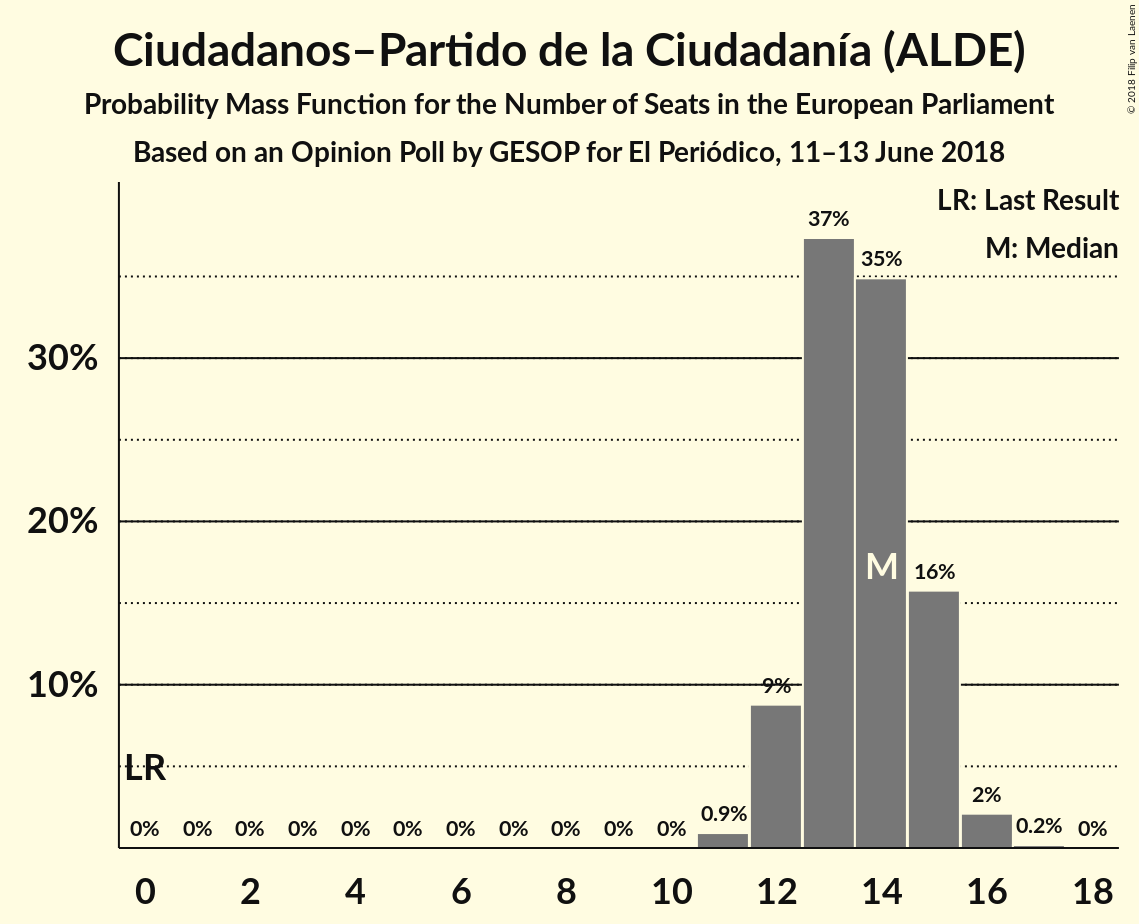 Ciudadanos–Partido de la Ciudadanía (ALDE)
Probability Mass Function for the Number of Seats in the European Parliament
Based on an Opinion Poll by GESOP for El Periódico, 11–13 June 2018
© 2018 Filip van Laenen
LR: Last Result
M: Median
37%
35%
30%
20%
M
16%
10%
9%
LR
2%
0% 0% 0% 0% 0% 0% 0% 0% 0% 0% 0% 0.9% 0.2% 0%
0 2 4 6 8 10 12 14 16 18